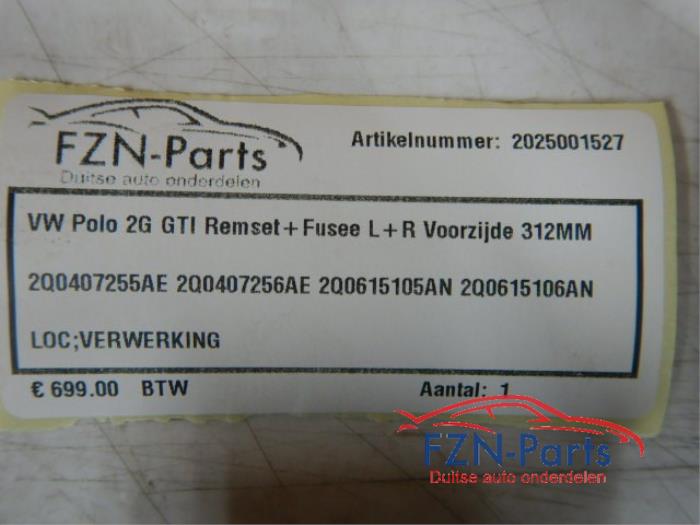 FZN-Parts
Duitse auto onderdelen
Artikelnummer: 2025001527
VW Polo 2G GTI Remset+Fusee L+R Voorzijde 312MM
2Q0407255AE 2Q0407256AE 2Q0615105AN 2Q0615106AN
LOC;VERWERKING
€ 699.00 BTW
Aantal: 1
FZN-Parts
Duitse auto onderdelen